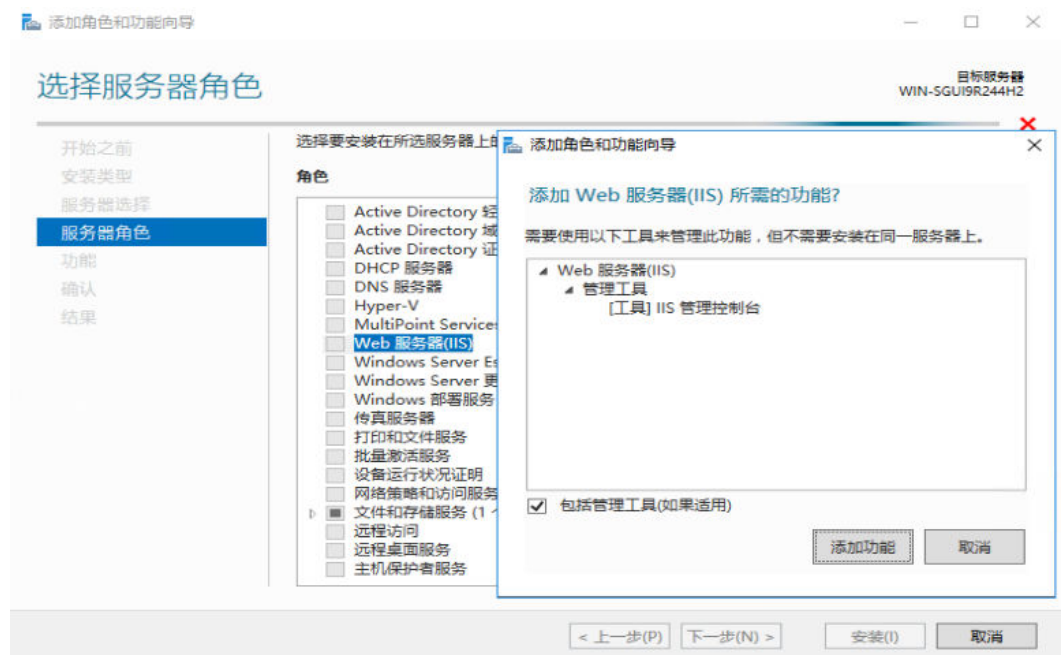 添加角色和功能向导
选择服务器角色
目标服务器
WIN-SGUI9R244H2
开始之前
安装类型
服务器选择
服务器角色
功能
确认
结果
选择要安装在所选服务器上的
角色
Active Directory 轻
Active Directory 域
Active Directory 证
DHCP 服务器
DNS 服务器
Hyper-V
MultiPoint Services
Web 服务器(IIS)
Windows Server Es
Windows Server 更
Windows 部署服务
传真服务器
打印和文件服务
批量激活服务
设备运行状况证明
网络策略和访问服务
文件和存储服务 (1
远程访问
远程桌面服务
主机保护者服务
添加角色和功能向导
添加 Web 服务器(IIS) 所需的功能?
需要使用以下工具来管理此功能，但不需要安装在同一服务器上。
Web 服务器(IIS)
管理工具
[工具] IIS 管理控制台
包括管理工具(如果适用)
添加功能
取消
< 上一步(P)
下一步(N) >
安装(I)
取消